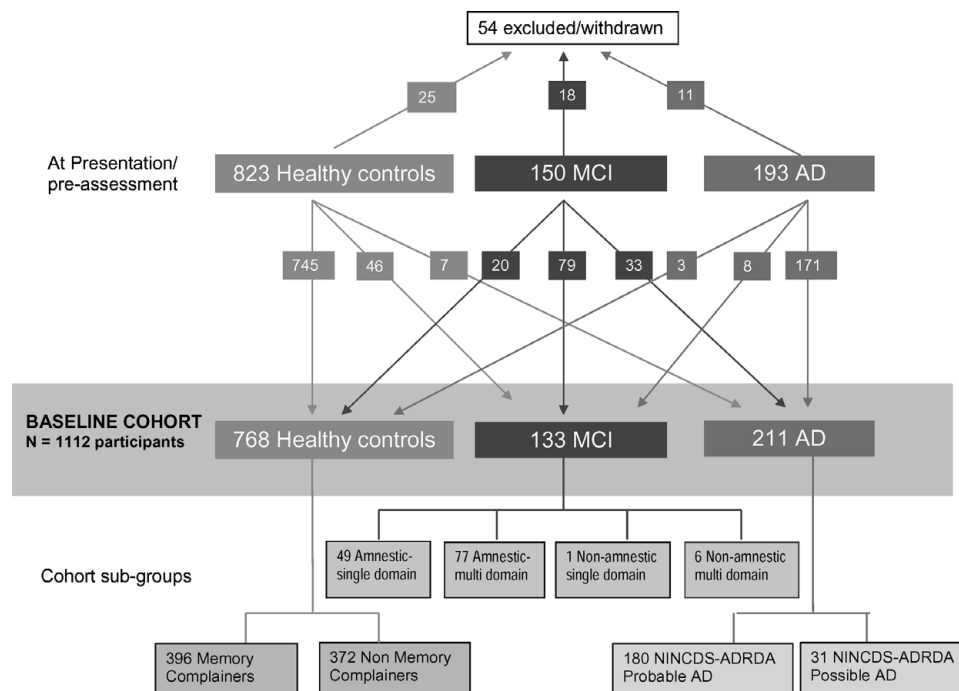 54 excluded/withdrawn
25
18
11
At Presentation/
pre-assessment
823 Healthy controls
150 MCI
193 AD
745
46
7
20
79
33
3
8
171
BASELINE COHORT
N = 1112 participants
768 Healthy controls
133 MCI
211 AD
Cohort sub-groups
49 Amnestic-
single domain
77 Amnestic-
multi domain
1 Non-amnestic
single domain
6 Non-amnestic
multi domain
396 Memory
Complainers
372 Non Memory
Complainers
180 NINCDS-ADRDA
Probable AD
31 NINCDS-ADRDA
Possible AD